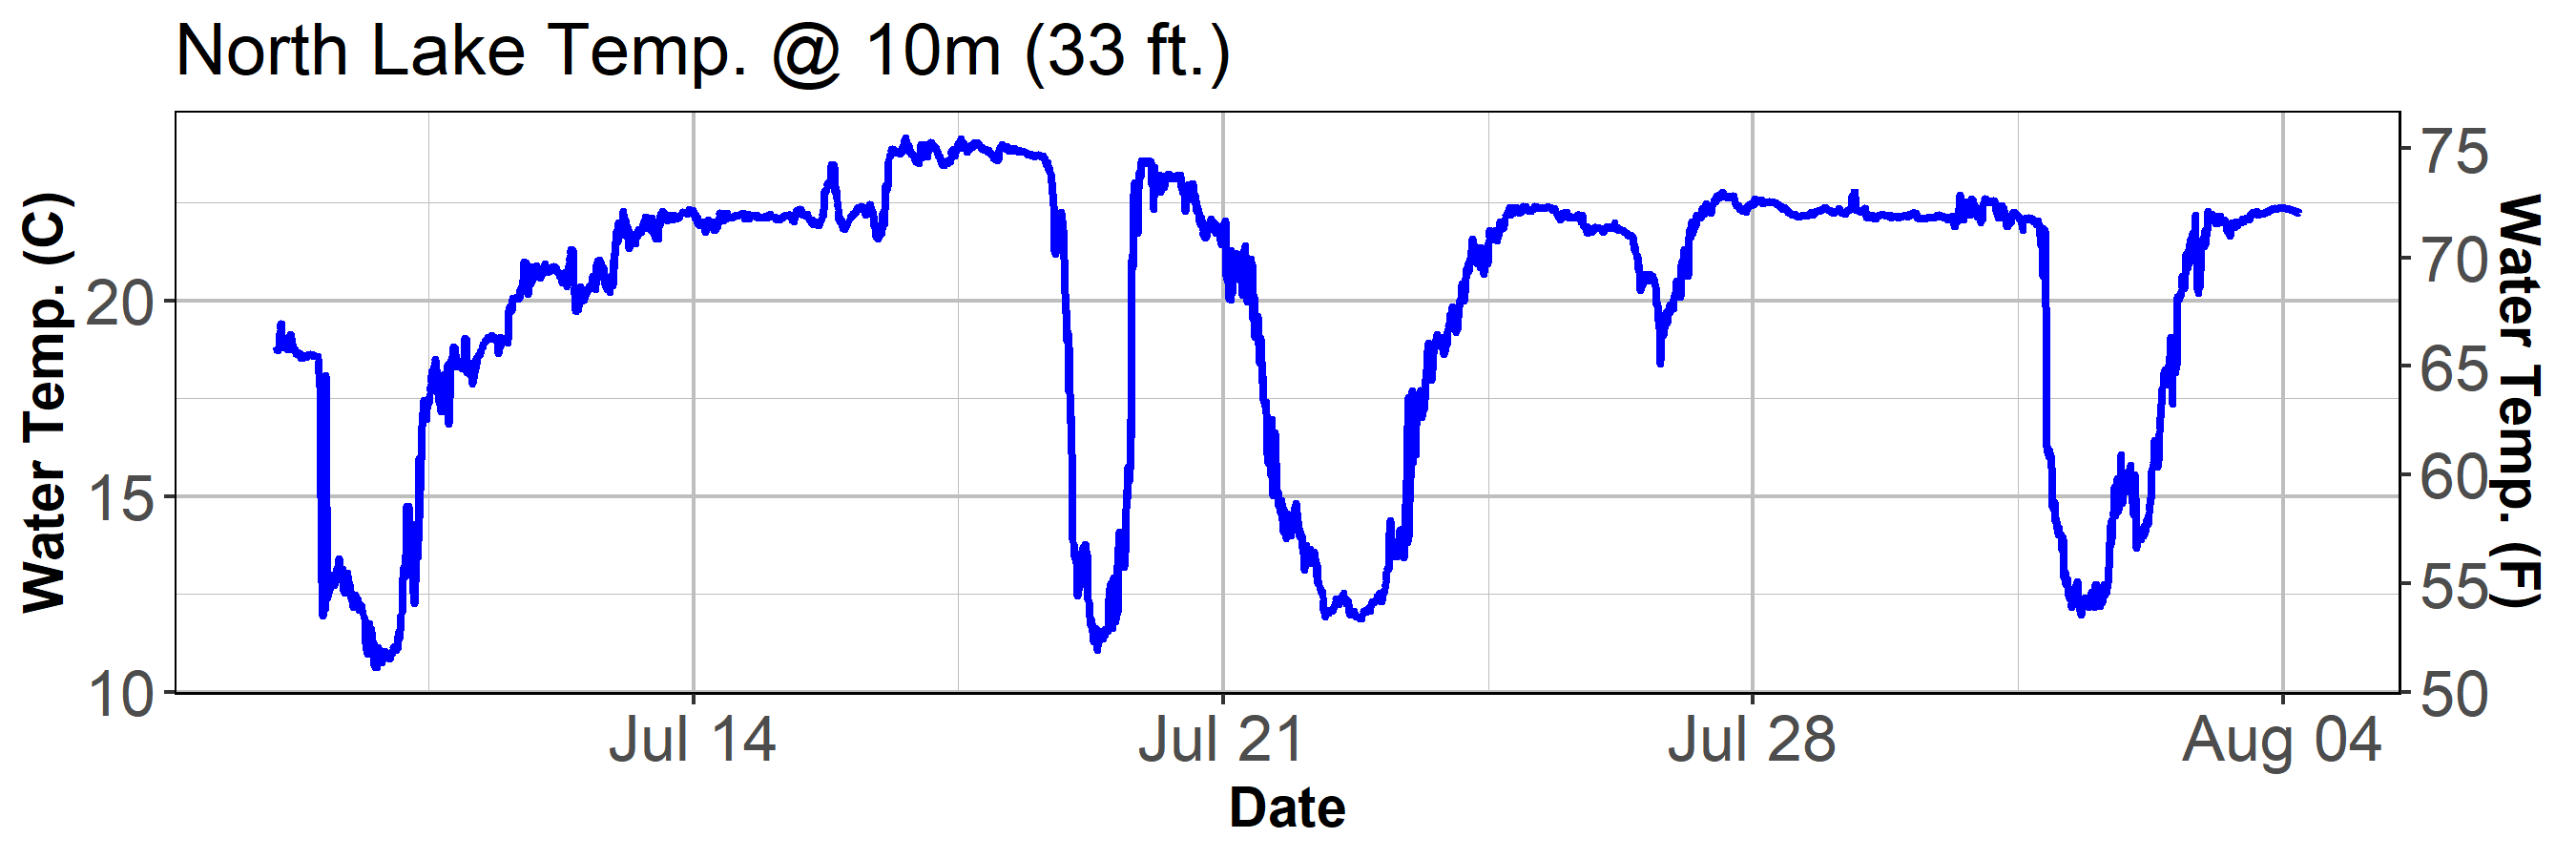 North Lake Temp. @ 10m (33 ft.)
Water Temp. (C)
20
15
10
75
70
65
60
55
50
Water Temp. (F)
Jul 14
Jul 21
Jul 28
Aug 04
Date